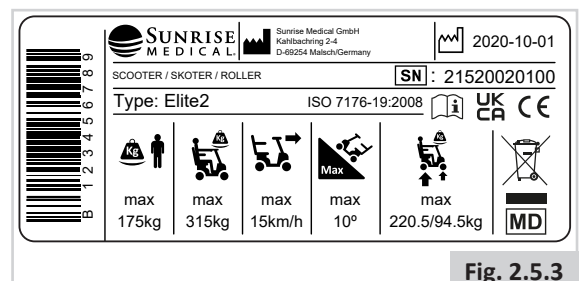 SUNRISE
MEDICAL.
Sunrise Medical GmbH
Kahlbachring 2-4
D-69254 Malsch/Germany
2020-10-01
SCOOTER / SKOTER / ROLLER
SN : 21520020100
Type: Elite2
ISO 7176-19:2008
UK
CA
CE
Kg
Kg
Max
Kg
max
175kg
max
315kg
max
15km/h
max
10º
max
220.5/94.5kg
MD
B 1 2 3 4 5 6 7 8 9
Fig. 2.5.3